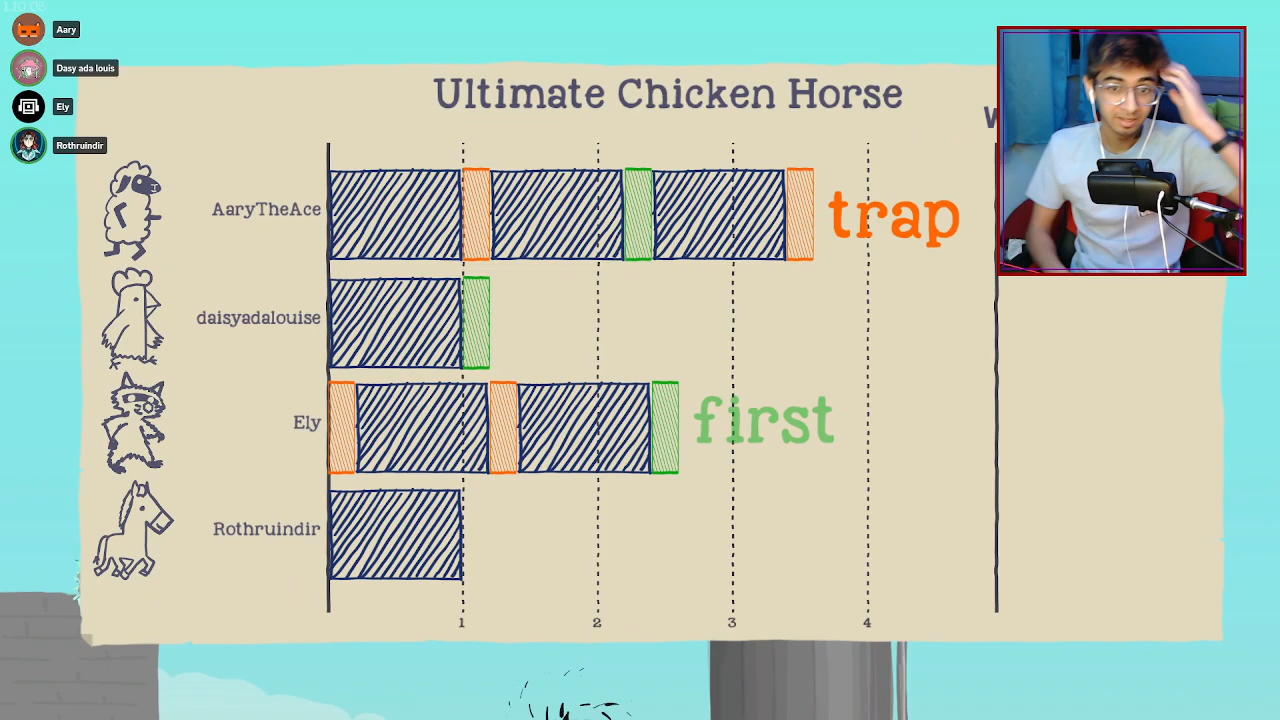 Aary
Dasy ada louis
Ely
Rothruindir
Ultimate Chicken Horse
AaryTheAce
trap
daisyadalouise
Ely
first
Rothruindir
1
2
3
4